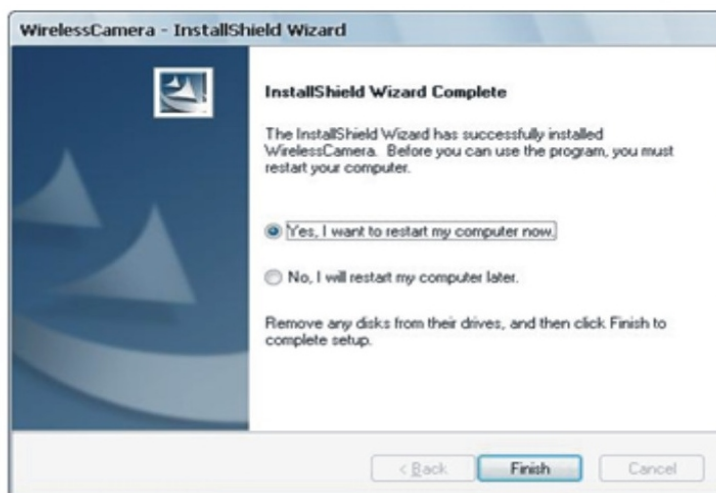 WirelessCamera - InstallShield Wizard
InstallShield Wizard Complete
The InstallShield Wizard has successfully installed
WirelessCamera. Before you can use the program, you must
restart your computer.
Yes, I want to restart my computer now.
No, I will restart my computer later.
Remove any disks from their drives, and then click Finish to
complete setup.
< Back Finish Cancel